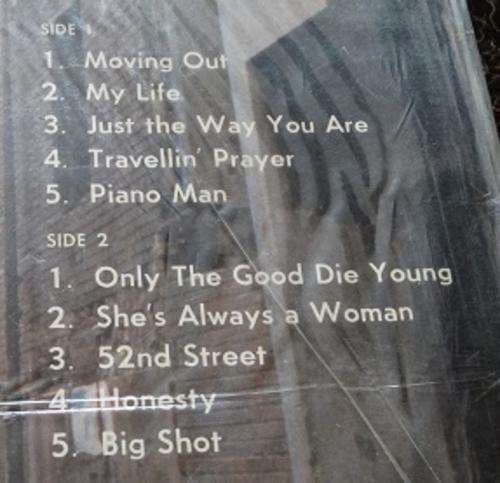 SIDE 1
1. Moving Out
2. My Life
3. Just the Way You Are
4. Travellin' Prayer
5. Piano Man
SIDE 2
1. Only The Good Die Young
2. She's Always a Woman
3. 52nd Street
4. Honesty
5. Big Shot